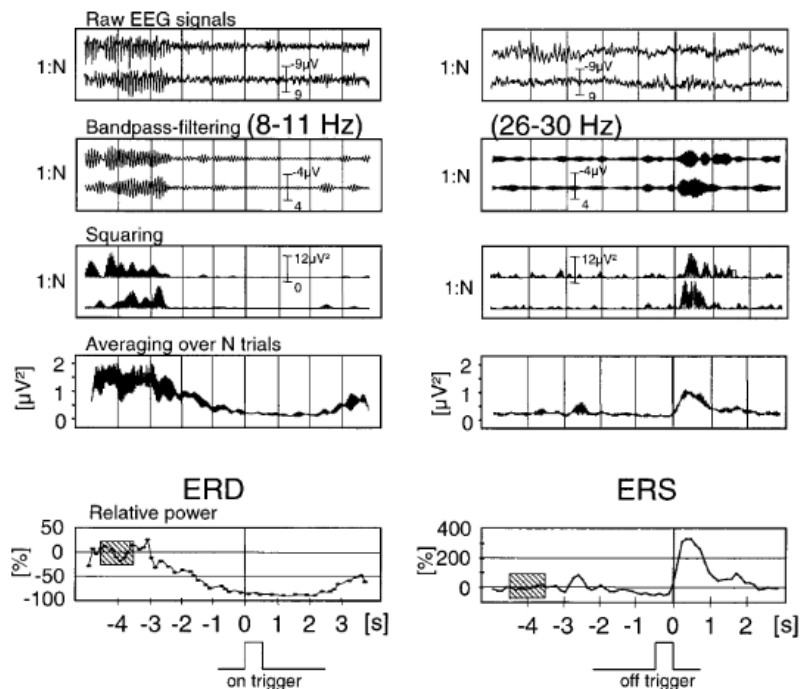 Raw EEG signals
1:N
-9μV
9
1:N
-9μV
9
Bandpass-filtering (8-11 Hz)
(26-30 Hz)
1:N
-4μV
4
1:N
-4μV
4
Squaring
1:N
12μV²
0
1:N
12μV²
Averaging over N trials
[μV²]
2
1
0
[μV²]
2
1
0
ERD
ERS
Relative power
[%]
50
0
-50
-100
[%]
400
200
0
-4 -3 -2 -1 0 1 2 3 [s]
-4 -3 -2 -1 0 1 2 [s]
on trigger
off trigger